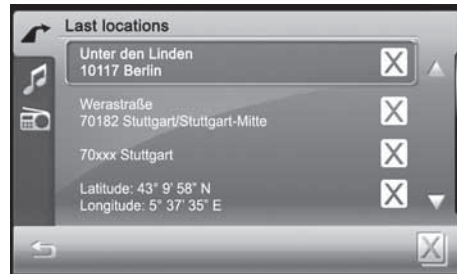 Last locations
Unter den Linden
10117 Berlin
Werastraße
70182 Stuttgart/Stuttgart-Mitte
70xxx Stuttgart
Latitude: 43° 9' 58" N
Longitude: 5° 37' 35" E